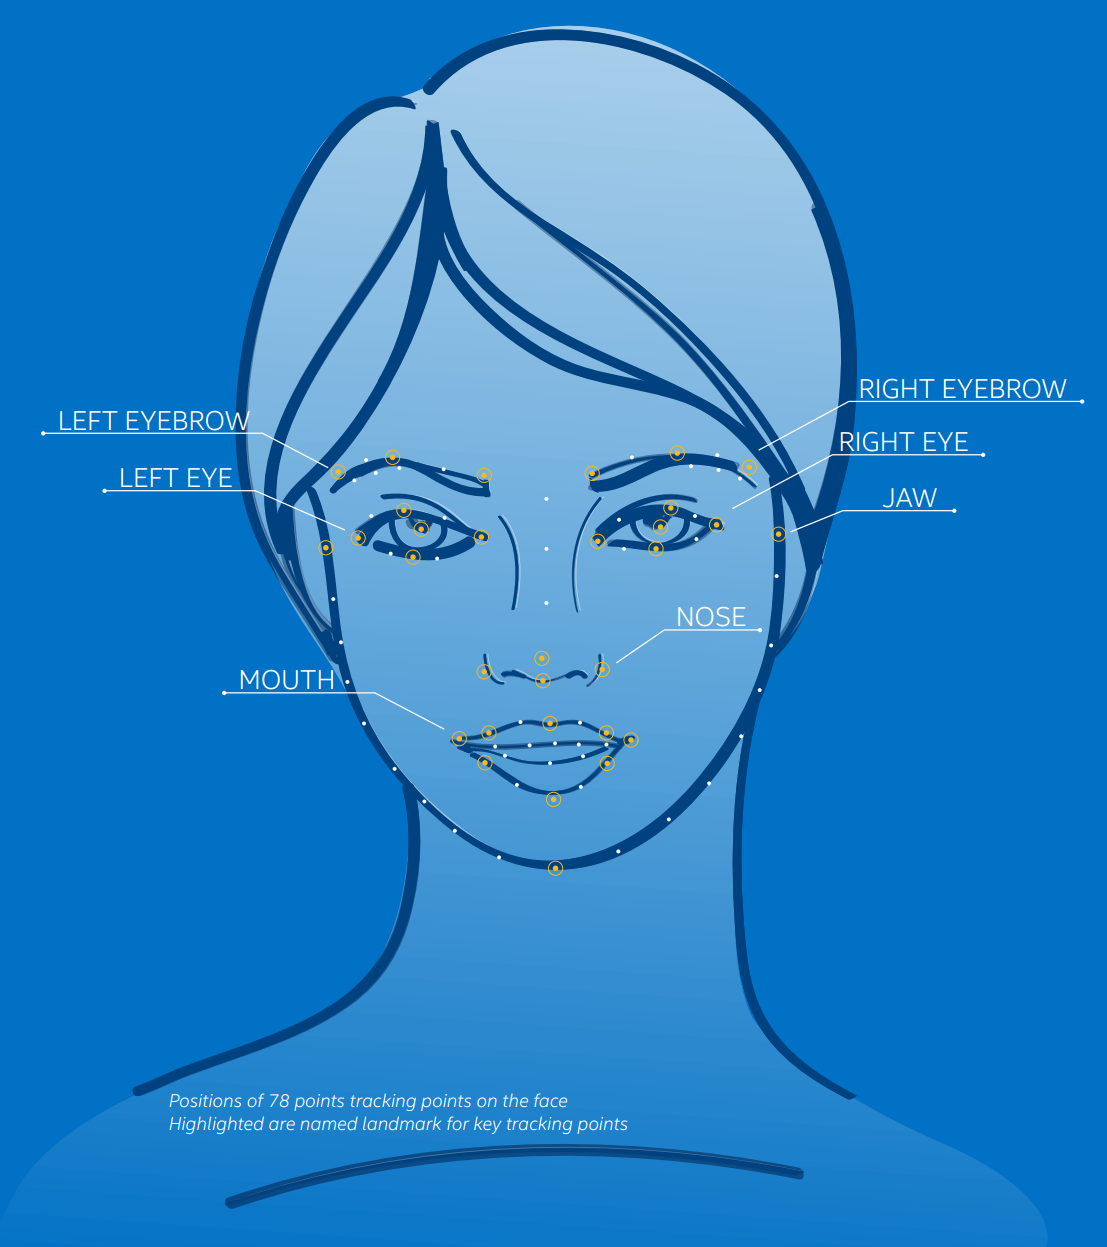 RIGHT EYEBROW
LEFT EYEBROW
RIGHT EYE
LEFT EYE
JAW
NOSE
MOUTH
Positions of 78 points tracking points on the face
Highlighted are named landmark for key tracking points